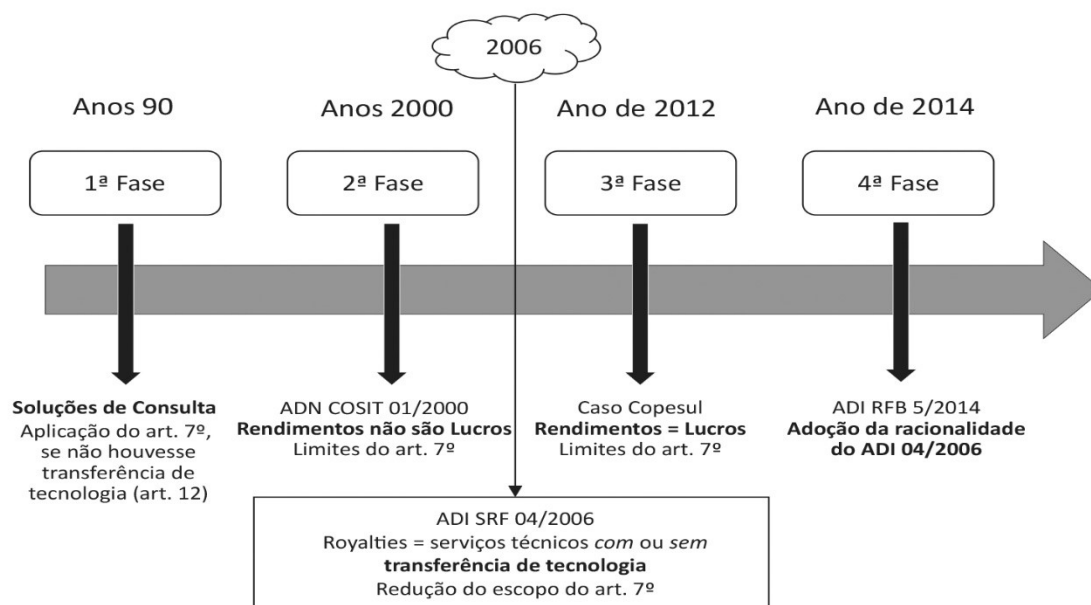 2006
Anos 90
Anos 2000
Ano de 2012
Ano de 2014
1ª Fase
2ª Fase
3ª Fase
4ª Fase
Soluções de Consulta
Aplicação do art. 7º,
se não houvesse
transferência de
tecnologia (art. 12)
ADN COSIT 01/2000
Rendimentos não são Lucros
Limites do art. 7º
Caso Copesul
Rendimentos = Lucros
Limites do art. 7º
ADI RFB 5/2014
Adoção da racionalidade
do ADI 04/2006
ADI SRF 04/2006
Royalties = serviços técnicos com ou sem
transferência de tecnologia
Redução do escopo do art. 7º